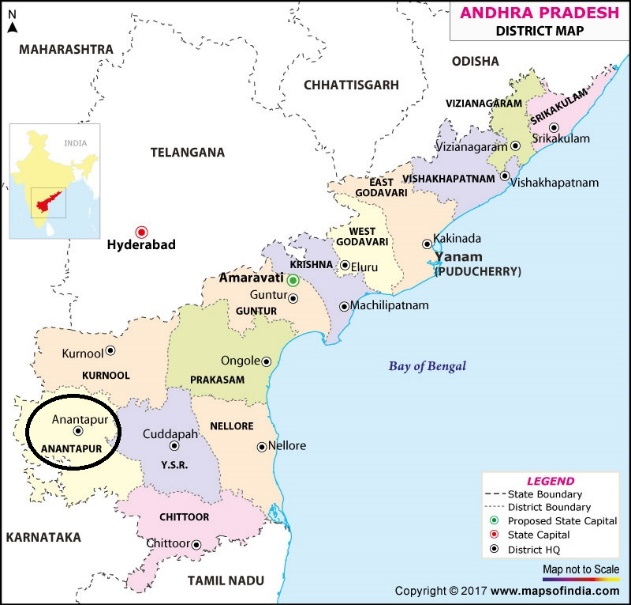 ANDHRA PRADESH
DISTRICT MAP
N
MAHARASHTRA
ODISHA
CHHATTISGARH
VIZIANAGARAM
SRIKAKULAM
Srikakulam
INDIA
TELANGANA
Vizianagaram
VISHAKHAPATNAM
Vishakhapatnam
EAST
GODAVARI
WEST
GODAVARI
Kakinada
Hyderabad
Yanam
(PUDUCHERRY)
KRISHNA
Eluru
Amaravati
Guntur
GUNTUR
Machilipatnam
Kurnool
KURNOOL
Ongole
PRAKASAM
Bay of Bengal
Anantapur
ANANTAPUR
Cuddapah
Y.S.R.
NELLORE
Nellore
CHITTOOR
Chittoor
KARNATAKA
TAMIL NADU
LEGEND
State Boundary
District Boundary
Proposed State Capital
State Capital
District HQ
Map not to Scale
Copyright © 2017 www.mapsofindia.com